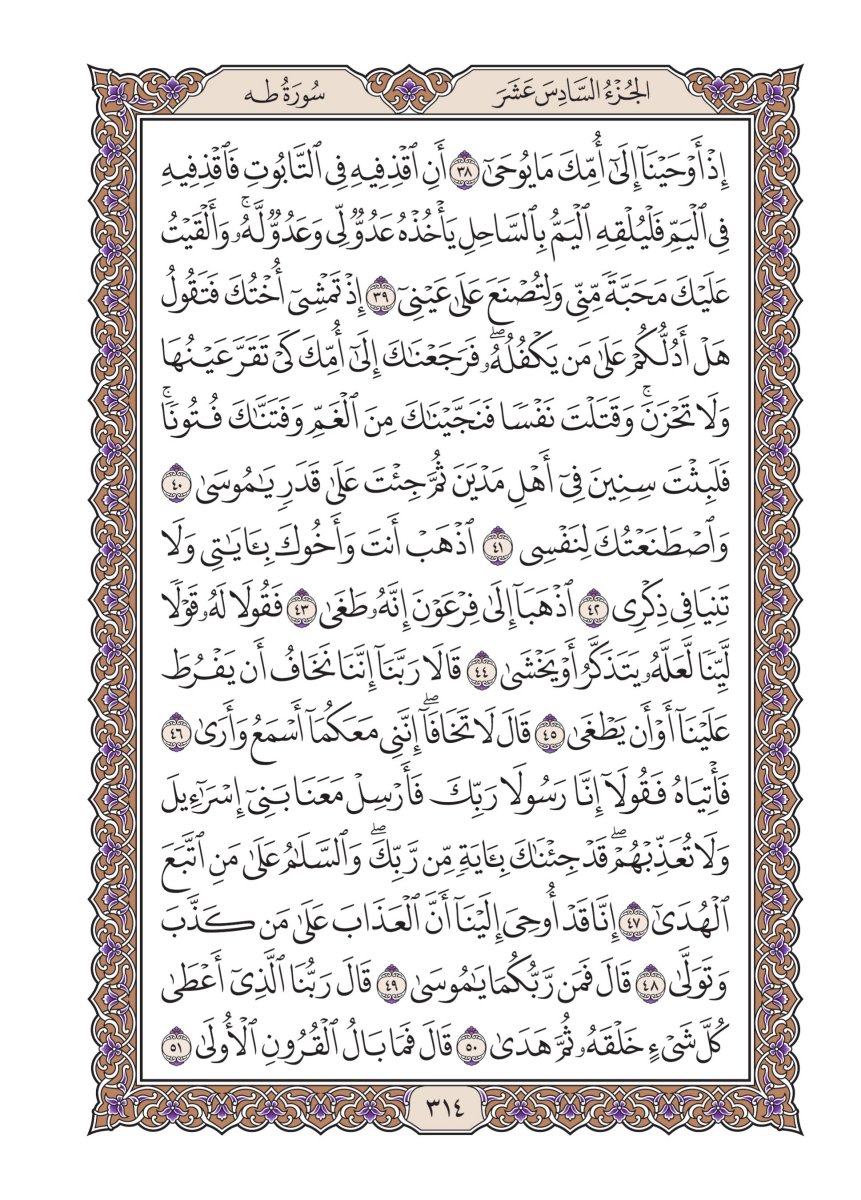 الجُزْءُ السَّادِسَ عَشَرَ
سُورَةُ طه
إِذْ أَوْحَيْنَآ إِلَىٰٓ أُمِّكَ مَا يُوحَىٰٓ ٣٨ أَنِ ٱقْذِفِيهِ فِى ٱلتَّابُوتِ فَٱقْذِفِيهِ
فِى ٱلْيَمِّ فَلْيُلْقِهِ ٱلْيَمُّ بِٱلسَّاحِلِ يَأْخُذْهُ عَدُوٌّ لِّى وَعَدُوٌّ لَّهُۥۚ وَأَلْقَيْتُ
عَلَيْكَ مَحَبَّةً مِّنِّى وَلِتُصْنَعَ عَلَىٰ عَيْنِىٓ ٣٩ إِذْ تَمْشِىٓ أُخْتُكَ فَتَقُولُ
هَلْ أَدُلُّكُمْ عَلَىٰ مَن يَكْفُلُهُۥۖ فَرَجَعْنَٰكَ إِلَىٰٓ أُمِّكَ كَىْ تَقَرَّ عَيْنُهَا
وَلَا تَحْزَنَۚ وَقَتَلْتَ نَفْسًا فَنَجَّيْنَٰكَ مِنَ ٱلْغَمِّ وَفَتَنَّٰكَ فُتُونًاۚ
فَلَبِثْتَ سِنِينَ فِىٓ أَهْلِ مَدْيَنَ ثُمَّ جِئْتَ عَلَىٰ قَدَرٍ يَٰمُوسَىٰ ٤٠
وَٱصْطَنَعْتُكَ لِنَفْسِى ٤١ ٱذْهَبْ أَنتَ وَأَخُوكَ بِـَٔايَٰتِى وَلَا
تَنِيَا فِى ذِكْرِى ٤٢ ٱذْهَبَآ إِلَىٰ فِرْعَوْنَ إِنَّهُۥ طَغَىٰ ٤٣ فَقُولَا لَهُۥ قَوْلًا
لَّيِّنًا لَّعَلَّهُۥ يَتَذَكَّرُ أَوْ يَخْشَىٰ ٤٤ قَالَا رَبَّنَآ إِنَّنَا نَخَافُ أَن يَفْرُطَ
عَلَيْنَآ أَوْ أَن يَطْغَىٰ ٤٥ قَالَ لَا تَخَافَآۖ إِنَّنِى مَعَكُمَآ أَسْمَعُ وَأَرَىٰ ٤٦
فَأْتِيَاهُ فَقُولَآ إِنَّا رَسُولَا رَبِّكَ فَأَرْسِلْ مَعَنَا بَنِىٓ إِسْرَٰٓءِيلَ
وَلَا تُعَذِّبْهُمْۖ قَدْ جِئْنَٰكَ بِـَٔايَةٍ مِّن رَّبِّكَۖ وَٱلسَّلَٰمُ عَلَىٰ مَنِ ٱتَّبَعَ
ٱلْهُدَىٰٓ ٤٧ إِنَّا قَدْ أُوحِىَ إِلَيْنَآ أَنَّ ٱلْعَذَابَ عَلَىٰ مَن كَذَّبَ
وَتَوَلَّىٰ ٤٨ قَالَ فَمَن رَّبُّكُمَا يَٰمُوسَىٰ ٤٩ قَالَ رَبُّنَا ٱلَّذِىٓ أَعْطَىٰ
كُلَّ شَىْءٍ خَلْقَهُۥ ثُمَّ هَدَىٰ ٥٠ قَالَ فَمَا بَالُ ٱلْقُرُونِ ٱلْأُولَىٰ ٥١
٣١٤